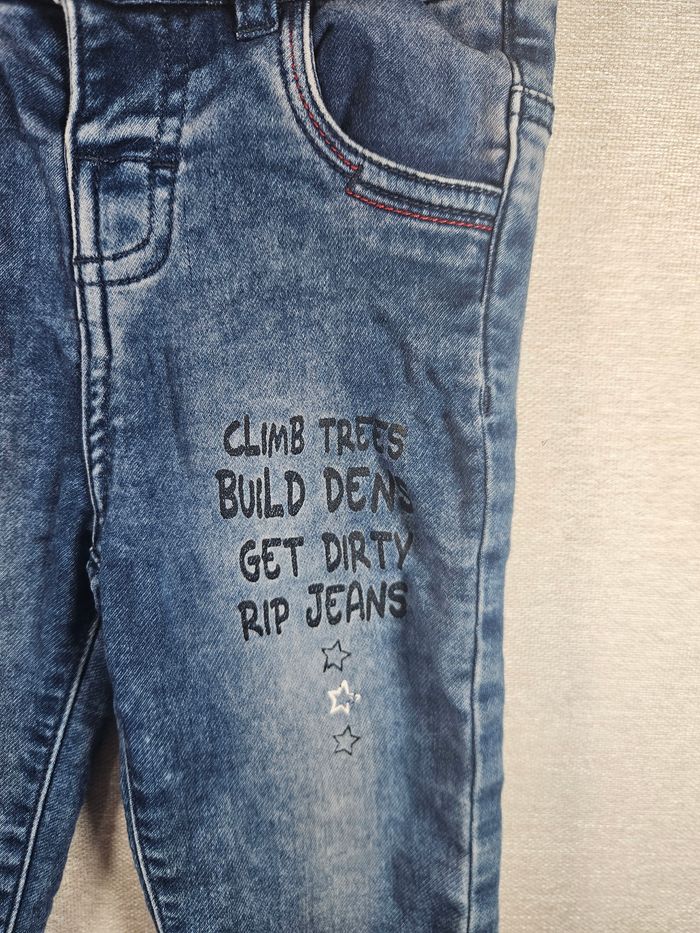 CLIMB TREES
BUILD DENS
GET DIRTY
RIP JEANS